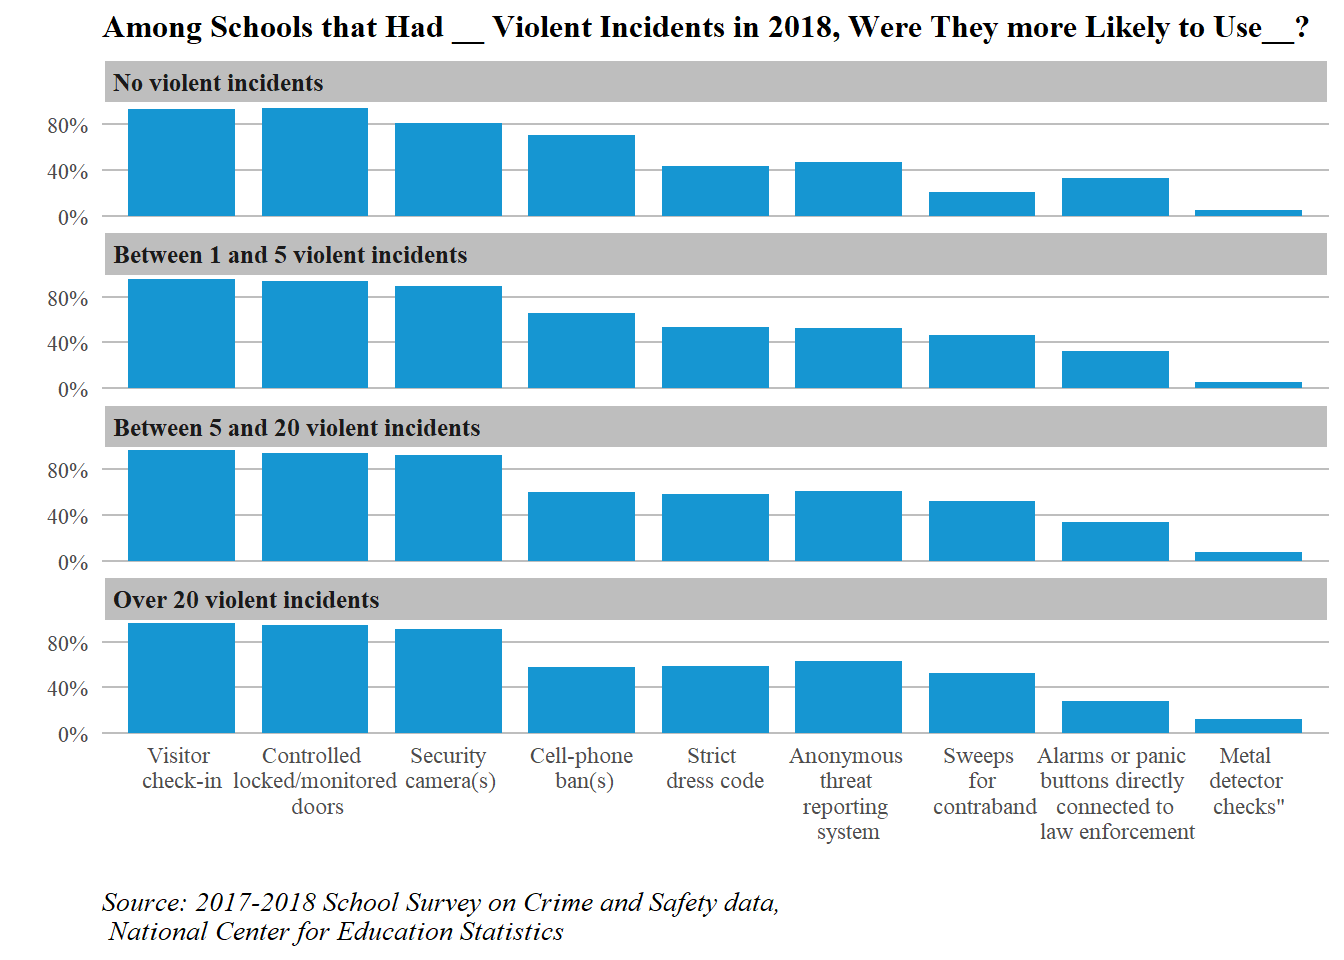 Among Schools that Had __ Violent Incidents in 2018, Were They more Likely to Use__?
No violent incidents
80%
40%
0%
Between 1 and 5 violent incidents
80%
40%
0%
Between 5 and 20 violent incidents
80%
40%
0%
Over 20 violent incidents
80%
40%
0%
Visitor
check-in
Controlled
locked/monitored
doors
Security
camera(s)
Cell-phone
ban(s)
Strict
dress code
Anonymous
threat
reporting
system
Sweeps
for
contraband
Alarms or panic
buttons directly
connected to
law enforcement
Metal
detector
checks"
Source: 2017-2018 School Survey on Crime and Safety data,
National Center for Education Statistics